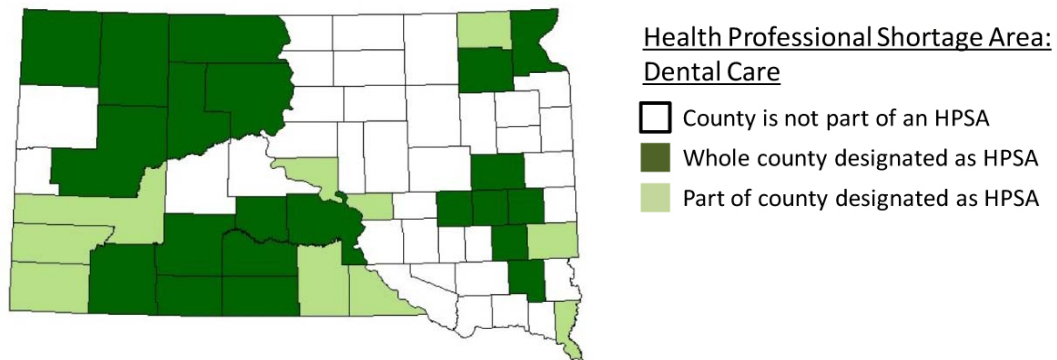 Health Professional Shortage Area:
Dental Care
County is not part of an HPSA
Whole county designated as HPSA
Part of county designated as HPSA